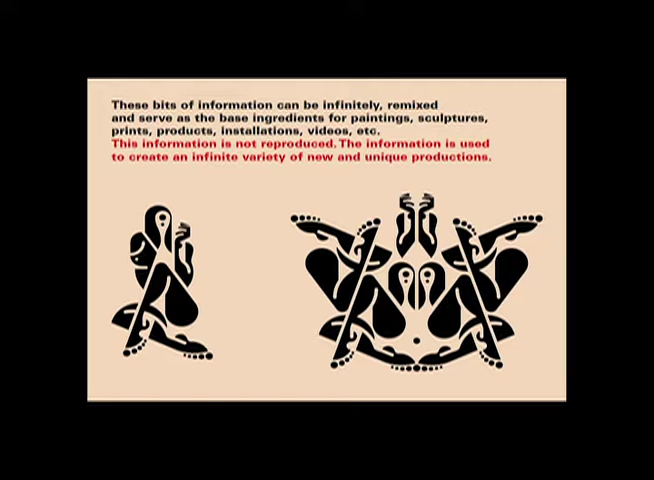 These bits of information can be infinitely, remixed
and serve as the base ingredients for paintings, sculptures,
prints, products, installations, videos, etc.
This information is not reproduced. The information is used
to create an infinite variety of new and unique productions.